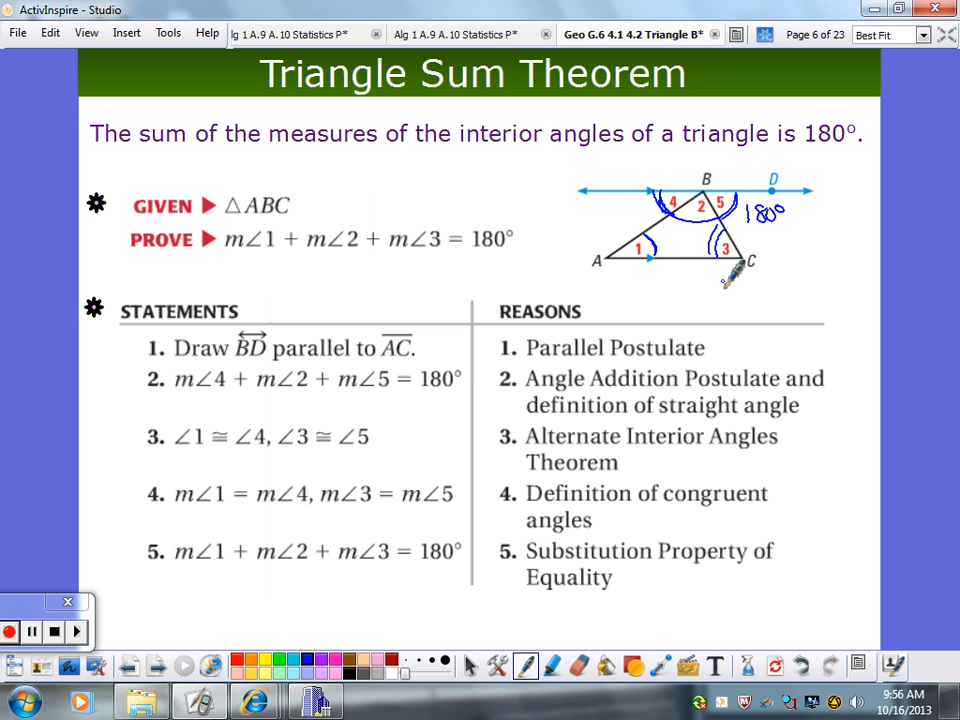 ActivInspire - Studio
File Edit View Insert Tools Help
lg 1 A.9 A.10 Statistics P* Alg 1 A.9 A.10 Statistics P* Geo G.6 4.1 4.2 Triangle B* Page 6 of 23 Best Fit
Triangle Sum Theorem
The sum of the measures of the interior angles of a triangle is 180°.
GIVEN ▶ △ABC
PROVE ▶ m∠1 + m∠2 + m∠3 = 180°
B D
4 2 5 180°
1 3
A C
STATEMENTS REASONS
1. Draw BD parallel to AC. 1. Parallel Postulate
2. m∠4 + m∠2 + m∠5 = 180° 2. Angle Addition Postulate and
definition of straight angle
3. ∠1 ≅ ∠4, ∠3 ≅ ∠5 3. Alternate Interior Angles
Theorem
4. m∠1 = m∠4, m∠3 = m∠5 4. Definition of congruent
angles
5. m∠1 + m∠2 + m∠3 = 180° 5. Substitution Property of
Equality
9:56 AM
10/16/2013